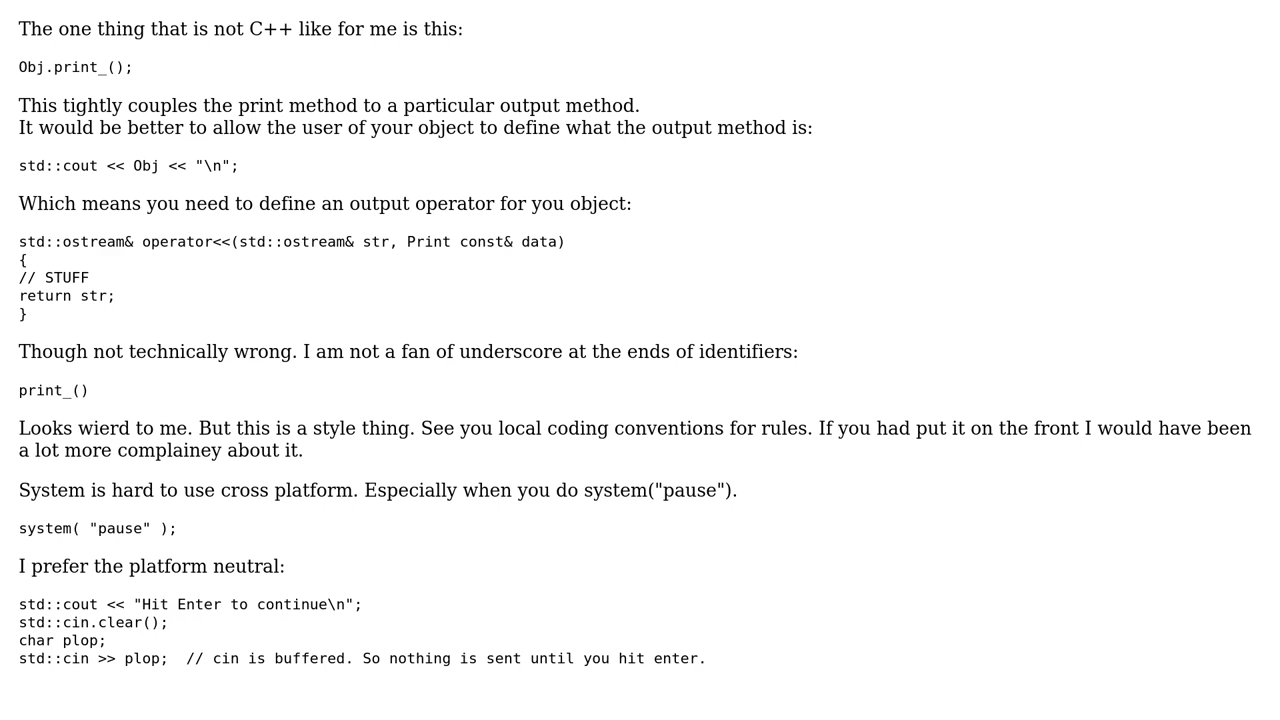 The one thing that is not C++ like for me is this:
Obj.print_();
This tightly couples the print method to a particular output method.
It would be better to allow the user of your object to define what the output method is:
std::cout << Obj << "\n";
Which means you need to define an output operator for you object:
std::ostream& operator<<(std::ostream& str, Print const& data)
{
// STUFF
return str;
}
Though not technically wrong. I am not a fan of underscore at the ends of identifiers:
print_()
Looks wierd to me. But this is a style thing. See you local coding conventions for rules. If you had put it on the front I would have been
a lot more complainey about it.
System is hard to use cross platform. Especially when you do system("pause").
system( "pause" );
I prefer the platform neutral:
std::cout << "Hit Enter to continue\n";
std::cin.clear();
char plop;
std::cin >> plop;  // cin is buffered. So nothing is sent until you hit enter.